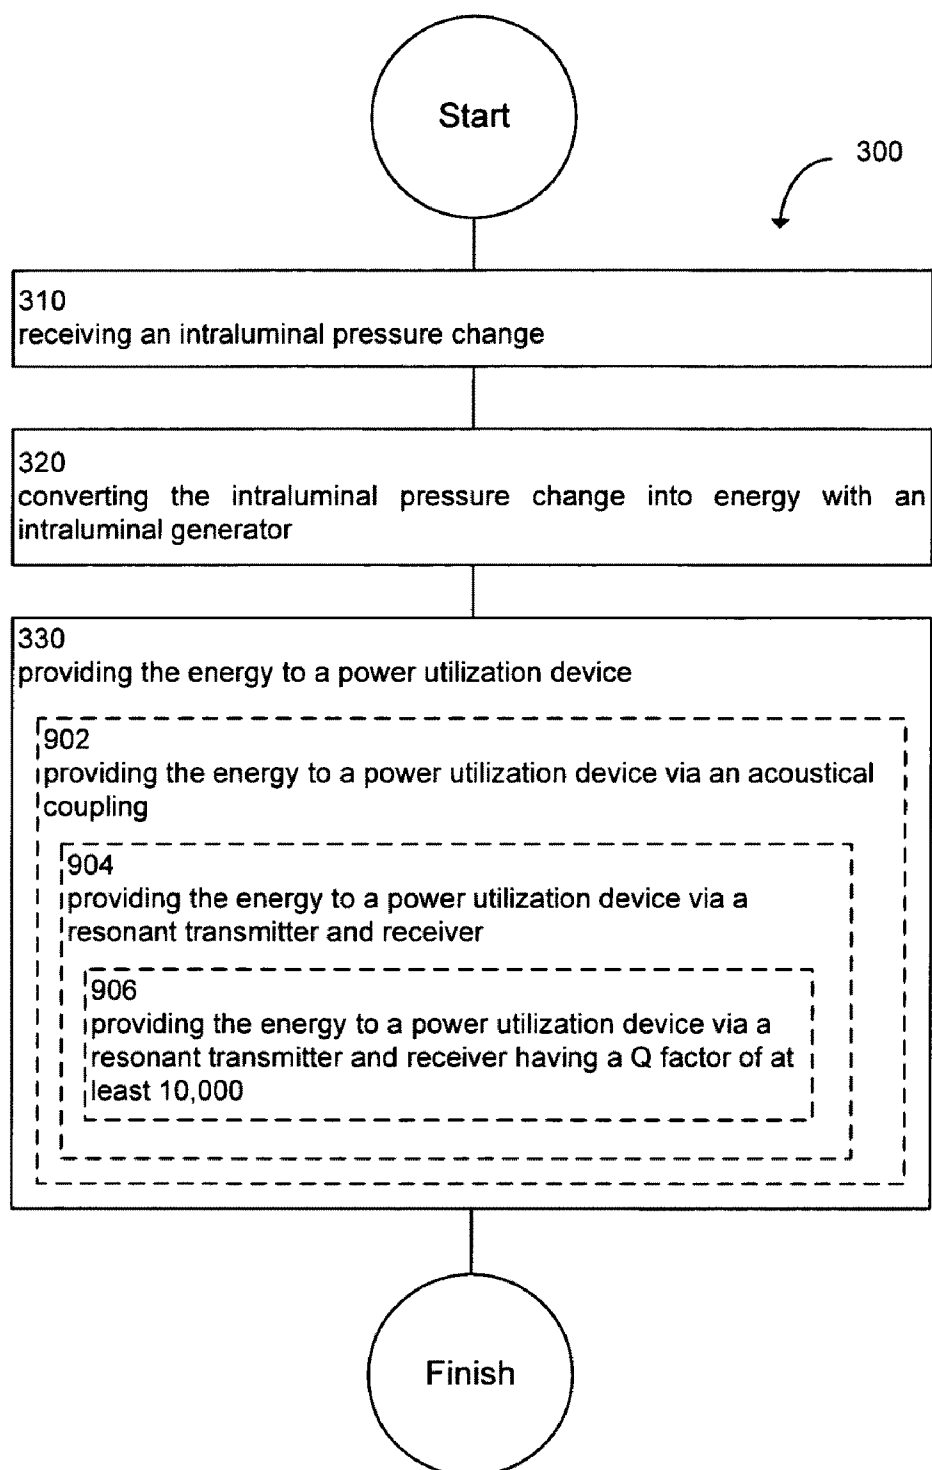 Start
300
310
receiving an intraluminal pressure change
320
converting the intraluminal pressure change into energy with an
intraluminal generator
330
providing the energy to a power utilization device
902
providing the energy to a power utilization device via an acoustical
coupling
904
providing the energy to a power utilization device via a
resonant transmitter and receiver
906
providing the energy to a power utilization device via a
resonant transmitter and receiver having a Q factor of at
least 10,000
Finish